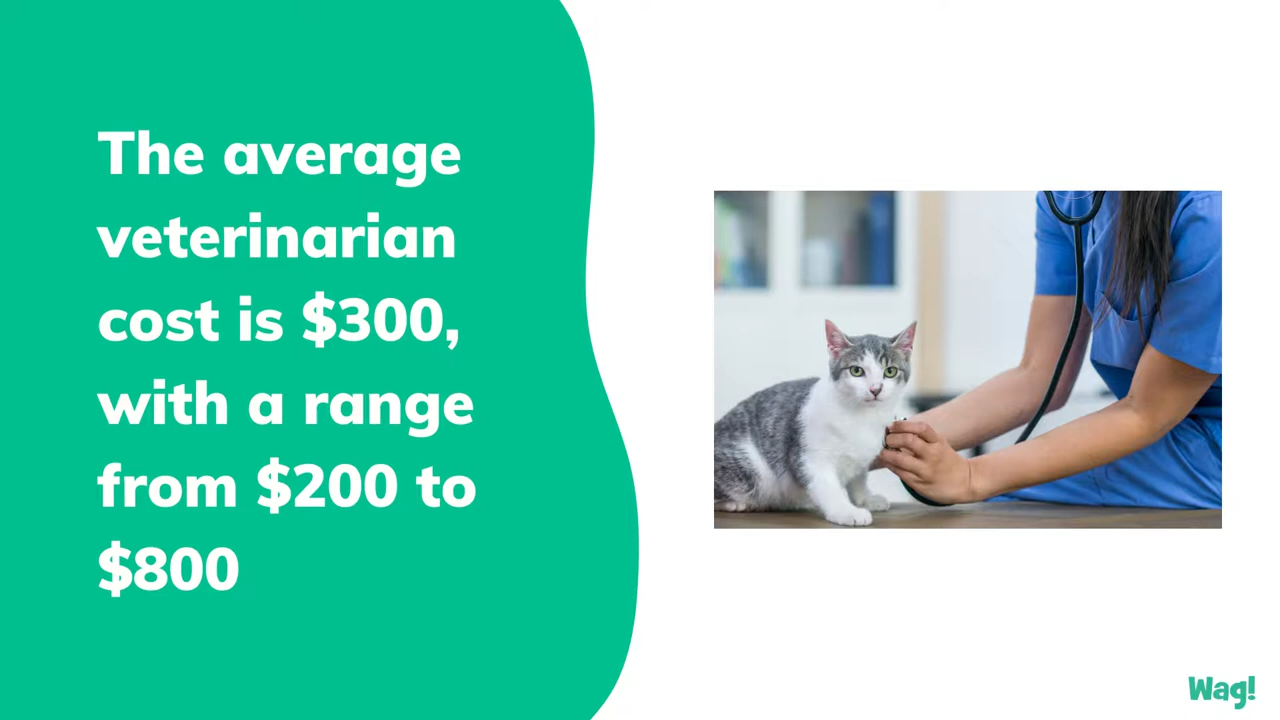 The average
veterinarian
cost is $300,
with a range
from $200 to
$800
Wag!